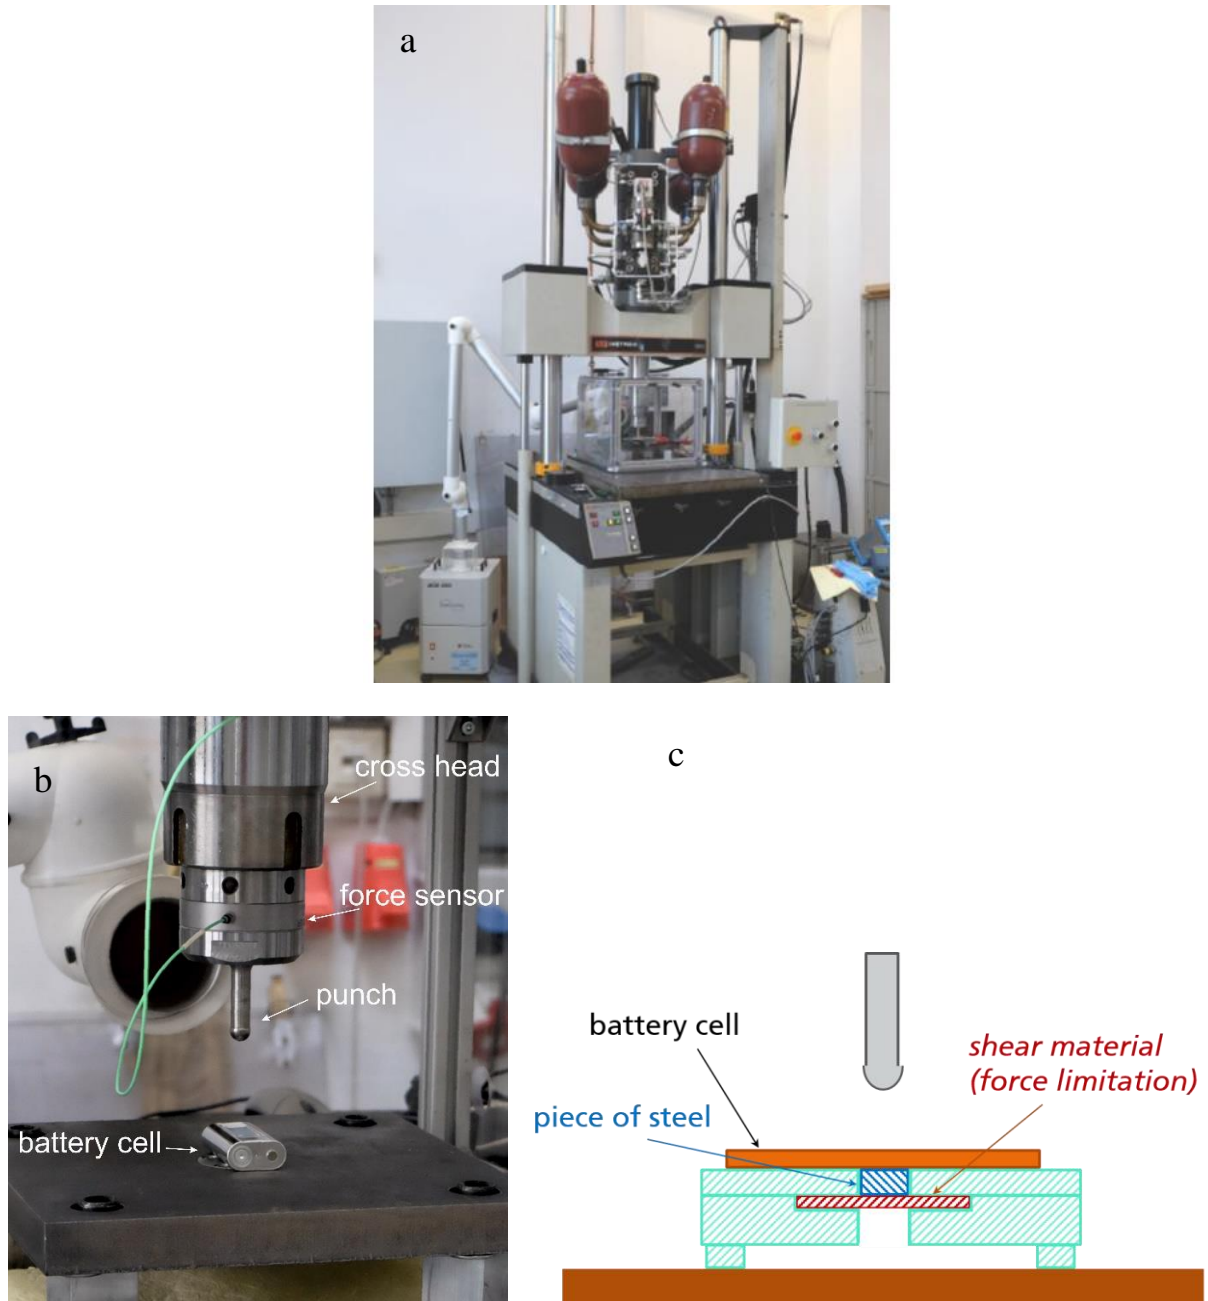 a
b
cross head
force sensor
punch
battery cell
c
battery cell
shear material
(force limitation)
piece of steel